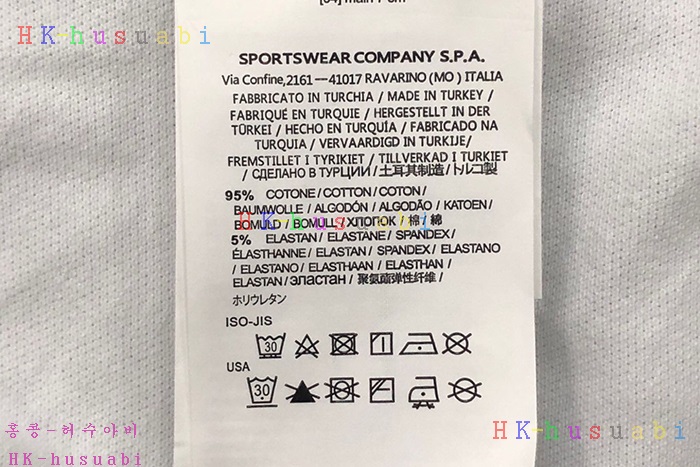 HK-husuabi
SPORTSWEAR COMPANY S.P.A.
Via Confine,2161—41017 RAVARINO (MO) ITALIA
FABBRICATO IN TURCHIA / MADE IN TURKEY /
FABRIQUÉ EN TURQUIE / HERGESTELLT IN DER
TÜRKEI / HECHO EN TURQUÍA / FABRICADO NA
TURQUIA / VERVAARDIGD IN TURKIJE/
FREMSTILLET I TYRIKIET / TILLVERKAD I TURKIET
/ СДЕЛАНО В ТУРЦИИ / 土耳其制造 / トルコ製
95% COTONE / COTTON / COTON /
BAUMWOLLE / ALGODÓN / ALGODÃO / KATOEN /
BOMULD / BOMULL / ХЛОПОК / 棉 / 綿
HK-husuabi
5% ELASTAN / ELASTANE / SPANDEX /
ÉLASTHANNE / ELASTAN / SPANDEX / ELASTANO
/ ELASTANO / ELASTHAAN / ELASTHAN /
ELASTAN / ЭЛАСТАН / 聚氨酯弹性纤维 /
ホリウレタン
ISO-JIS
30
USA
30
홍콩-허수아비
HK-husuabi
HK-husuabi